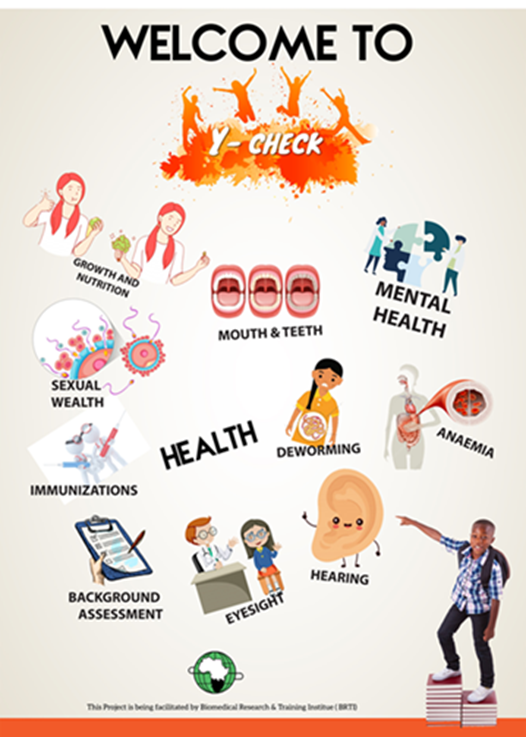 WELCOME TO
Y- CHECK
GROWTH AND
NUTRITION
MOUTH & TEETH
MENTAL
HEALTH
SEXUAL
WEALTH
HEALTH
DEWORMING
ANAEMIA
IMMUNIZATIONS
BACKGROUND
ASSESSMENT
EYESIGHT
HEARING
This Project is being facilitated by Biomedical Research & Training Institue ( BRTI)